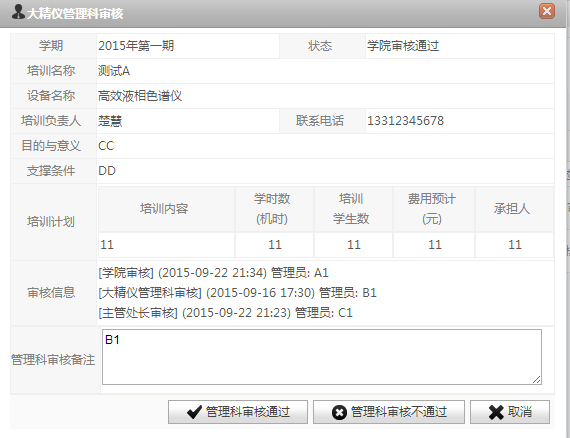 大精仪管理科审核
学期 2015年第一期 状态 学院审核通过
培训名称 测试A
设备名称 高效液相色谱仪
培训负责人 楚慧 联系电话 13312345678
目的与意义 CC
支撑条件 DD
培训计划
培训内容 学时数(机时) 培训学生数 费用预计(元) 承担人
11 11 11 11 11
审核信息
[学院审核] (2015-09-22 21:34) 管理员: A1
[大精仪管理科审核] (2015-09-16 17:30) 管理员: B1
[主管处长审核] (2015-09-22 21:23) 管理员: C1
管理科审核备注 B1
管理科审核通过 管理科审核不通过 取消